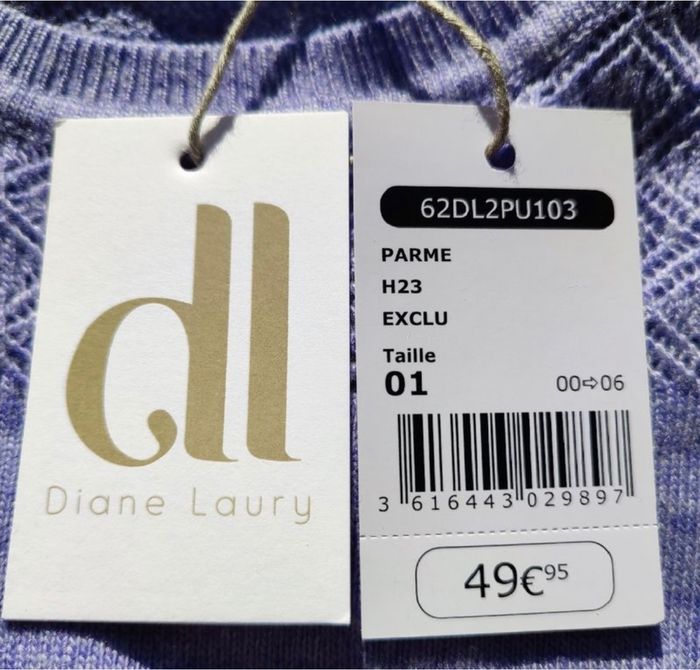 dl
Diane Laury
62DL2PU103
PARME
H23
EXCLU
Taille
01
00⇨06
3 616443 029897
49€95